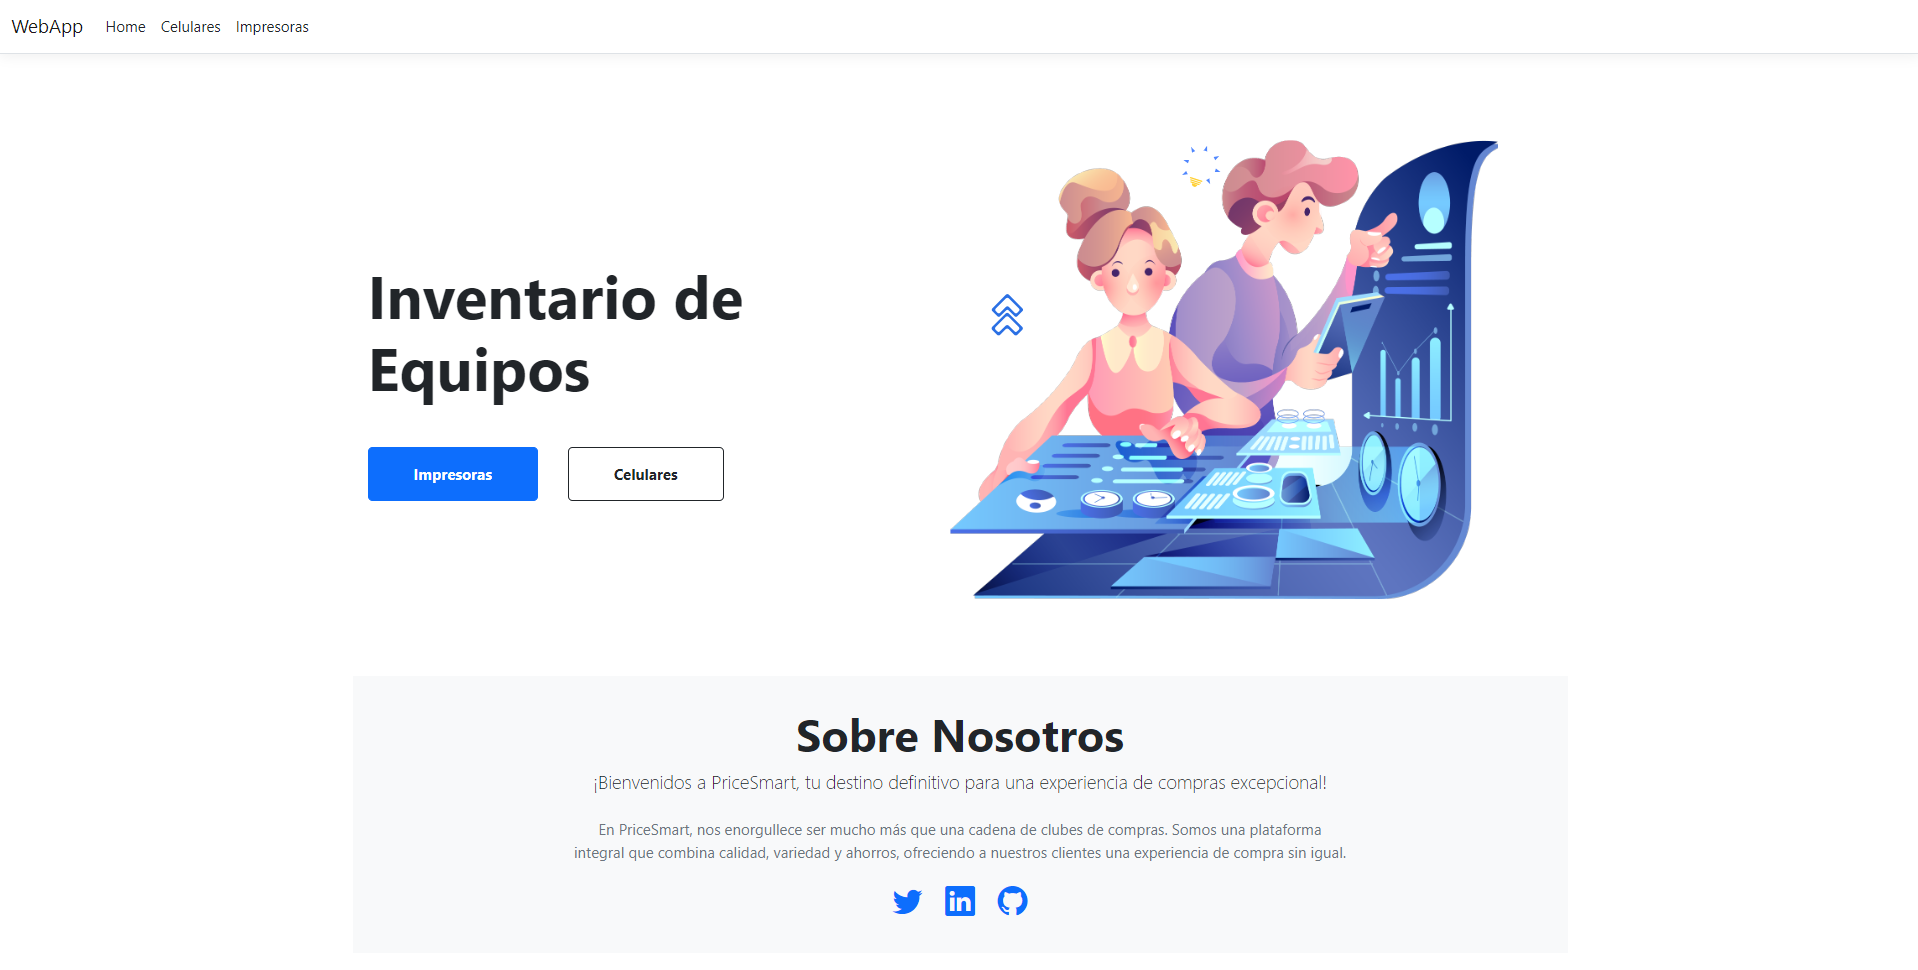 WebApp Home Celulares Impresoras
Inventario de
Equipos
Impresoras Celulares
Sobre Nosotros
¡Bienvenidos a PriceSmart, tu destino definitivo para una experiencia de compras excepcional!
En PriceSmart, nos enorgullece ser mucho más que una cadena de clubes de compras. Somos una plataforma
integral que combina calidad, variedad y ahorros, ofreciendo a nuestros clientes una experiencia de compra sin igual.
in